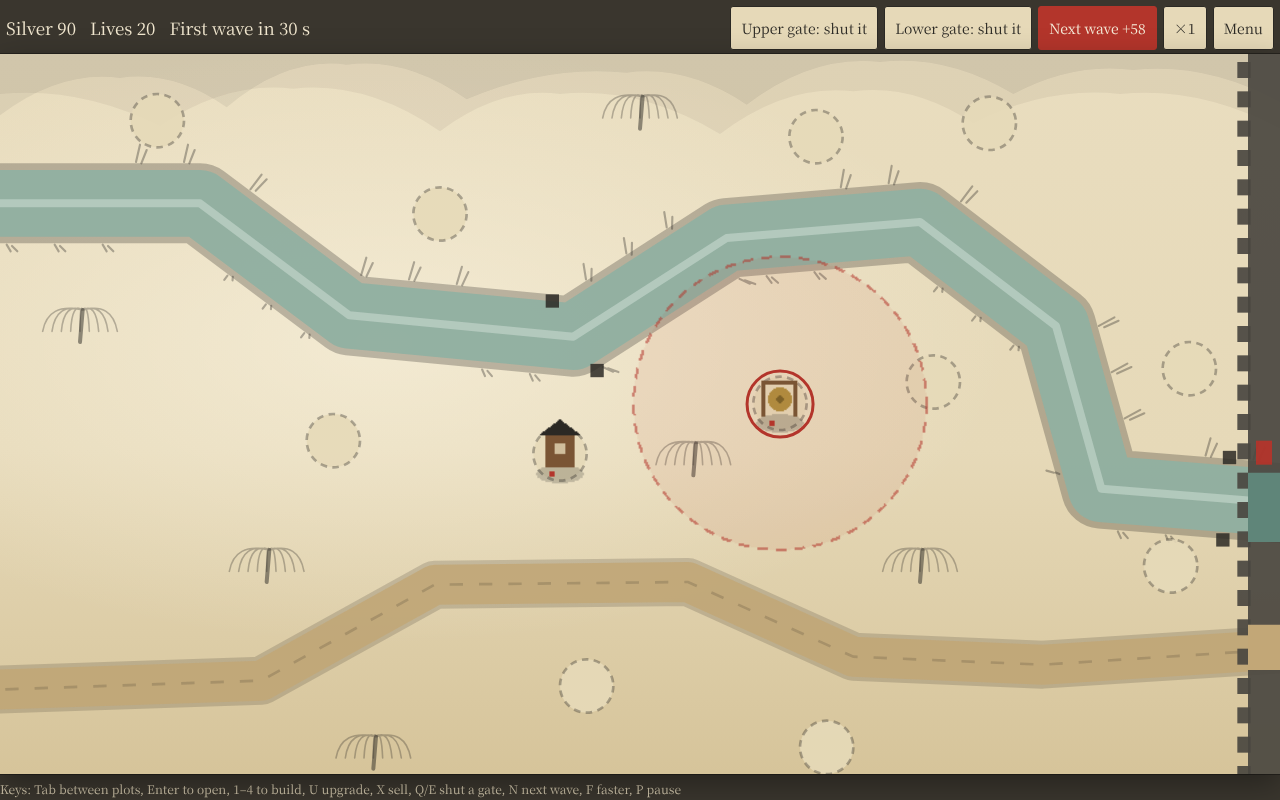 Silver 90 Lives 20 First wave in 30 s
Upper gate: shut it
Lower gate: shut it
Next wave +58
×1
Menu
Keys: Tab between plots, Enter to open, 1–4 to build, U upgrade, X sell, Q/E shut a gate, N next wave, F faster, P pause